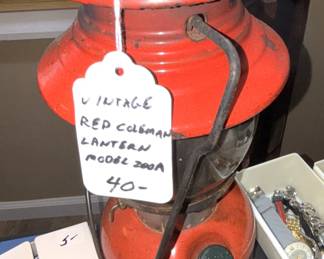 VINTAGE
RED COLEMAN
LANTERN
MODEL 200A
40-
5-